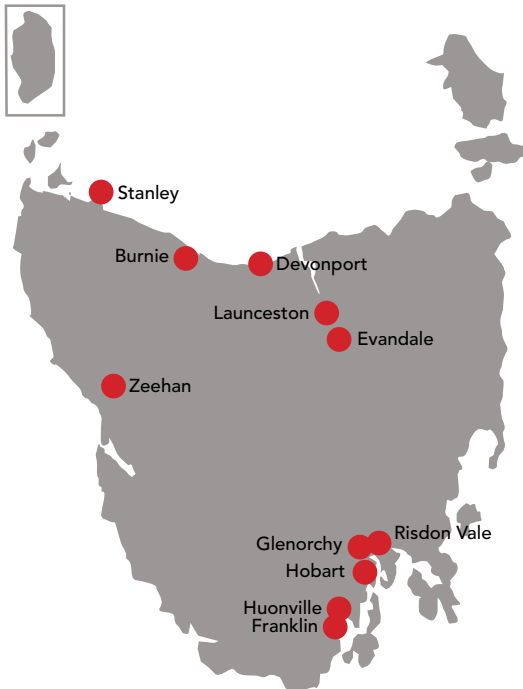 Stanley
Burnie
Devonport
Launceston
Evandale
Zeehan
Risdon Vale
Glenorchy
Hobart
Huonville
Franklin